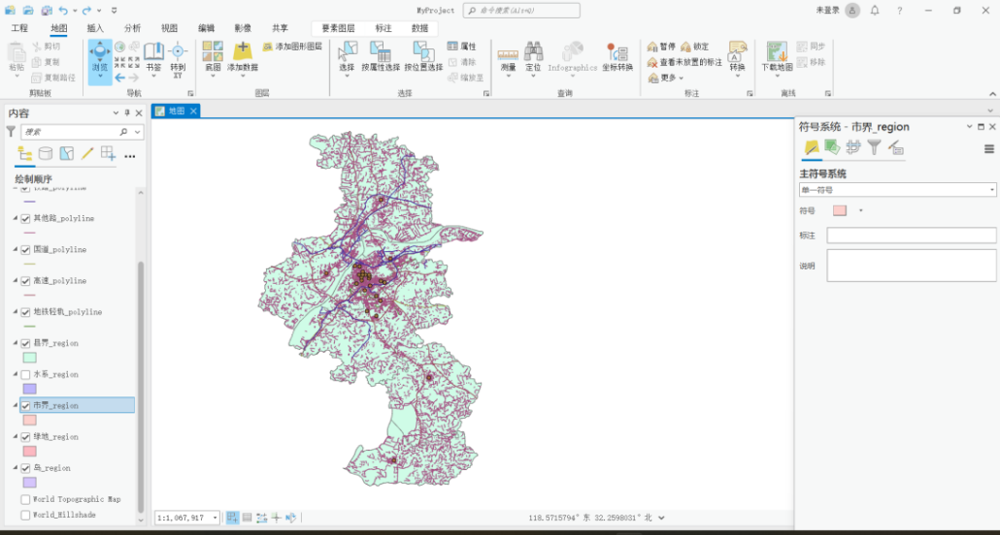 MyProject
命令搜索(Alt+Q)
未登录
工程 地图 插入 分析 视图 编辑 影像 共享 要素图层 标注 数据
粘贴
剪切
复制
复制路径
剪贴板
浏览
书签
转到
XY
导航
底图
添加数据
添加图形图层
图层
选择
按属性选择
按位置选择
属性
清除
缩放至
选择
测量
定位
Infographics
坐标转换
查询
暂停
锁定
查看未放置的标注
更多
转换
标注
下载地图
同步
移除
离线
内容
搜索
绘制顺序
其他路_polyline
国道_polyline
高速_polyline
地铁轻轨_polyline
县界_region
水系_region
市界_region
绿地_region
岛_region
World Topographic Map
World_Hillshade
地图
1:1,067,917
118.5715794°东 32.2598031°北
符号系统 - 市界_region
主符号系统
单一符号
符号
标注
说明